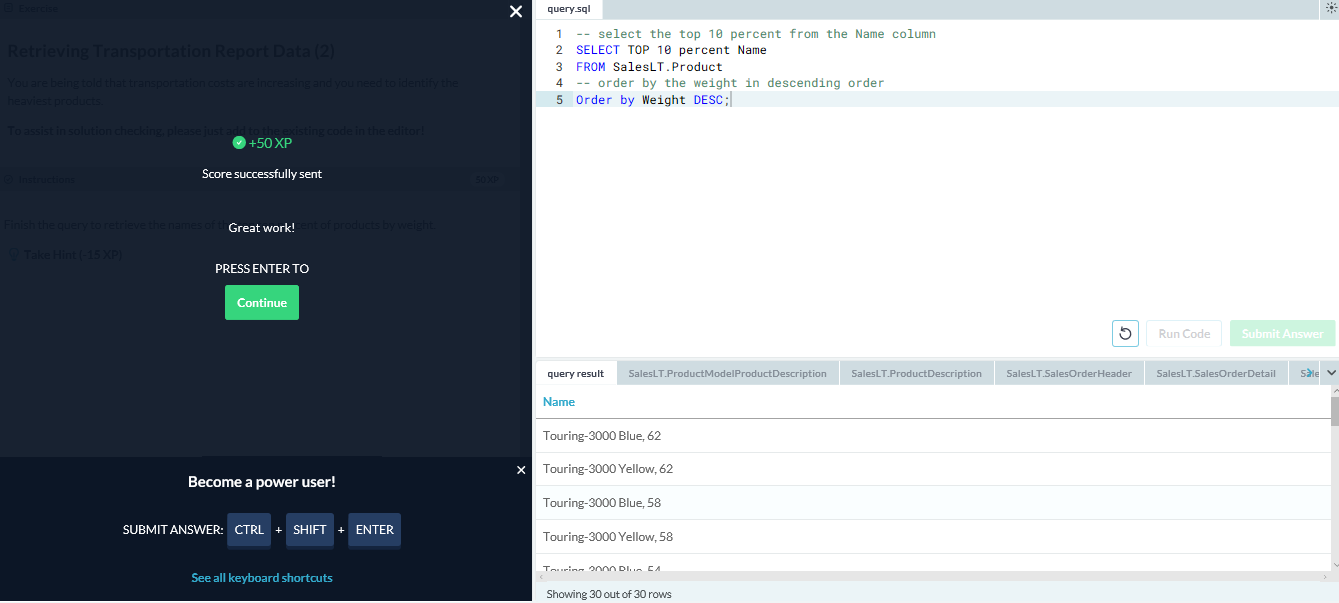 Exercise
Retrieving Transportation Report Data (2)
You are being told that transportation costs are increasing and you need to identify the
heaviest products.
To assist in solution checking, please just add to the existing code in the editor!
+50 XP
Score successfully sent
Instructions
50 XP
Great work!
Finish the query to retrieve the names of the percent of products by weight.
Take Hint (-15 XP)
PRESS ENTER TO
Continue
Become a power user!
SUBMIT ANSWER: CTRL + SHIFT + ENTER
See all keyboard shortcuts
query.sql
1 -- select the top 10 percent from the Name column
2 SELECT TOP 10 percent Name
3 FROM SalesLT.Product
4 -- order by the weight in descending order
5 Order by Weight DESC;
Run Code
Submit Answer
query result
SalesLT.ProductModelProductDescription
SalesLT.ProductDescription
SalesLT.SalesOrderHeader
SalesLT.SalesOrderDetail
Name
Touring-3000 Blue, 62
Touring-3000 Yellow, 62
Touring-3000 Blue, 58
Touring-3000 Yellow, 58
Touring-3000 Blue, 54
Showing 30 out of 30 rows